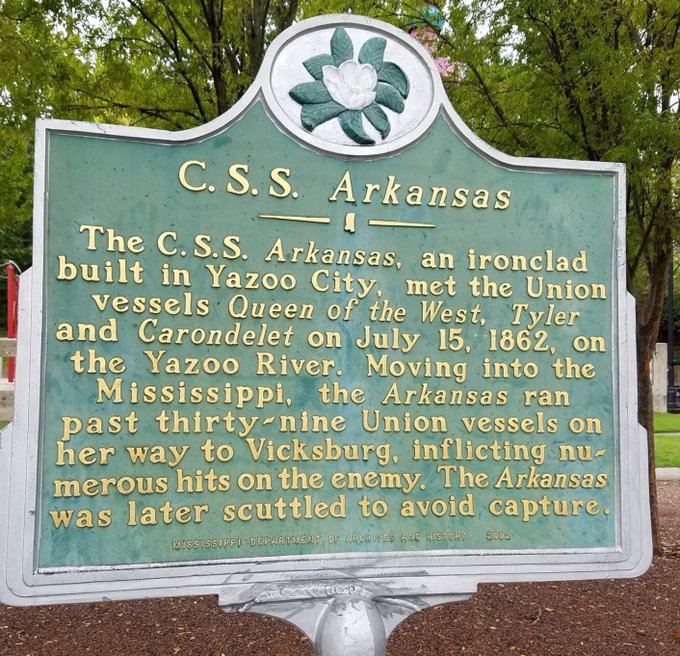 C.S.S. Arkansas
The C.S.S. Arkansas, an ironclad
built in Yazoo City, met the Union
vessels Queen of the West, Tyler
and Carondelet on July 15, 1862, on
the Yazoo River. Moving into the
Mississippi, the Arkansas ran
past thirty-nine Union vessels on
her way to Vicksburg, inflicting nu-
merous hits on the enemy. The Arkansas
was later scuttled to avoid capture.
MISSISSIPPI DEPARTMENT OF ARCHIVES AND HISTORY 2002